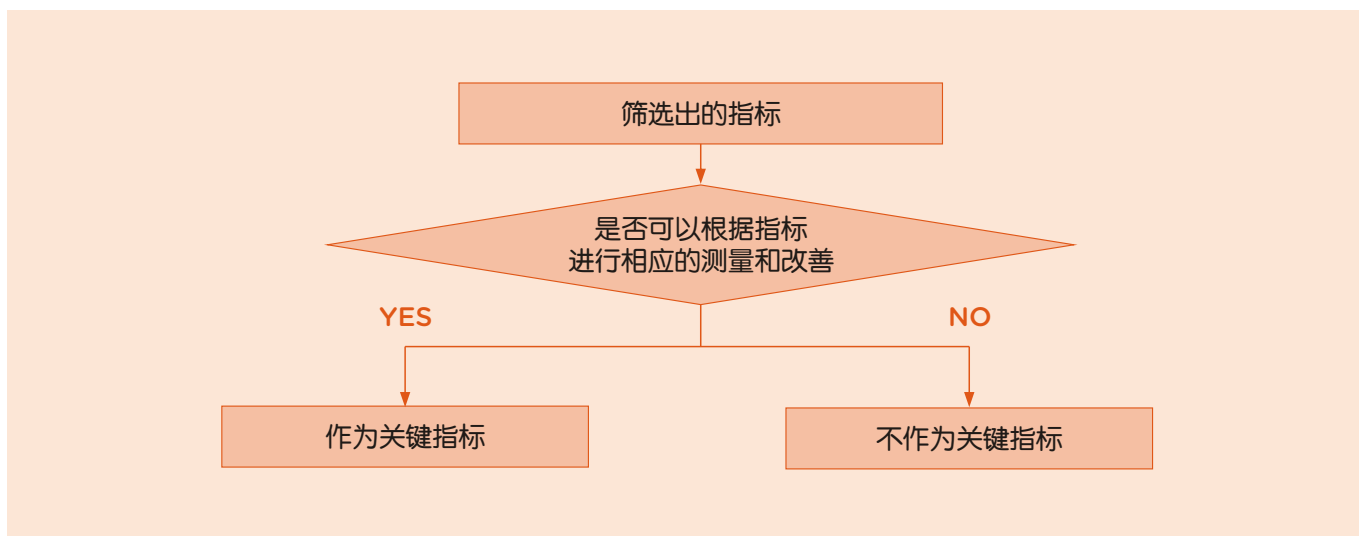 筛选出的指标
是否可以根据指标
进行相应的测量和改善
YES
NO
作为关键指标
不作为关键指标